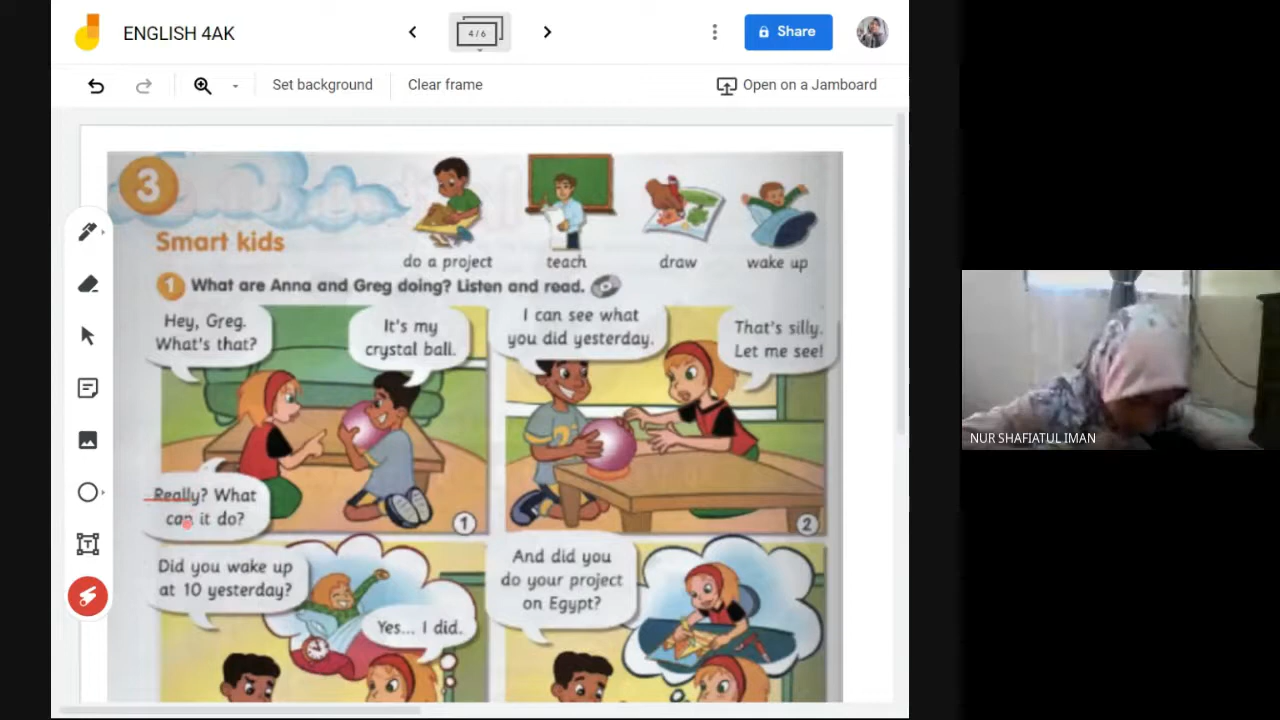 ENGLISH 4AK
4 / 6
Share
Set background
Clear frame
Open on a Jamboard
3
Smart kids
do a project
teach
draw
wake up
1 What are Anna and Greg doing? Listen and read.
Hey, Greg.
What's that?
It's my
crystal ball.
Really? What
can it do?
1
I can see what
you did yesterday.
That's silly.
Let me see!
2
Did you wake up
at 10 yesterday?
Yes... I did.
And did you
do your project
on Egypt?
NUR SHAFIATUL IMAN